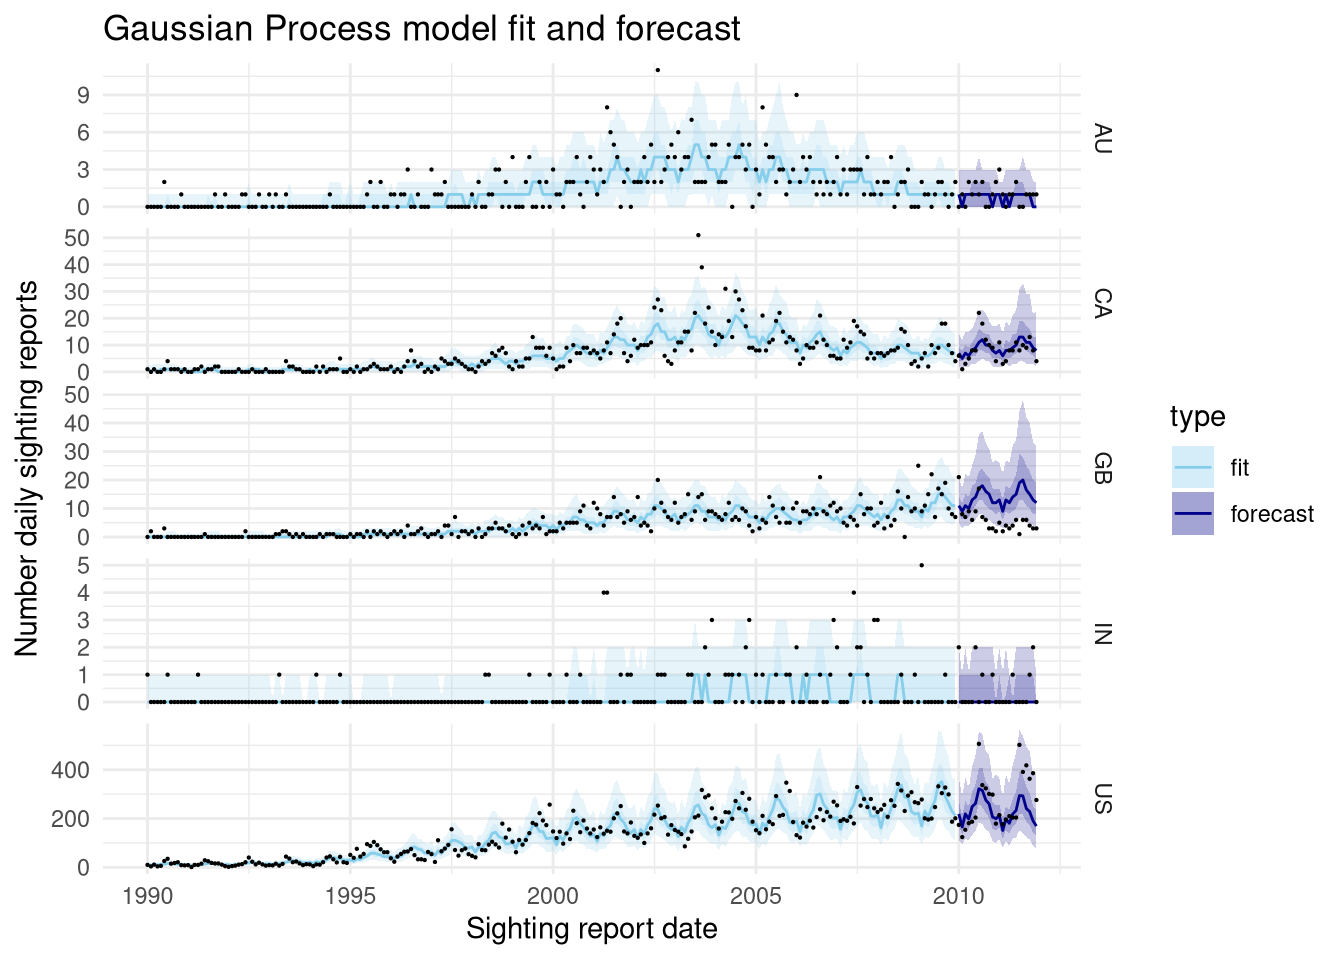 Gaussian Process model fit and forecast
Number daily sighting reports
9
6
3
0
AU
50
40
30
20
10
0
CA
50
40
30
20
10
0
GB
5
4
3
2
1
0
IN
400
200
0
US
1990 1995 2000 2005 2010
Sighting report date
type
fit
forecast